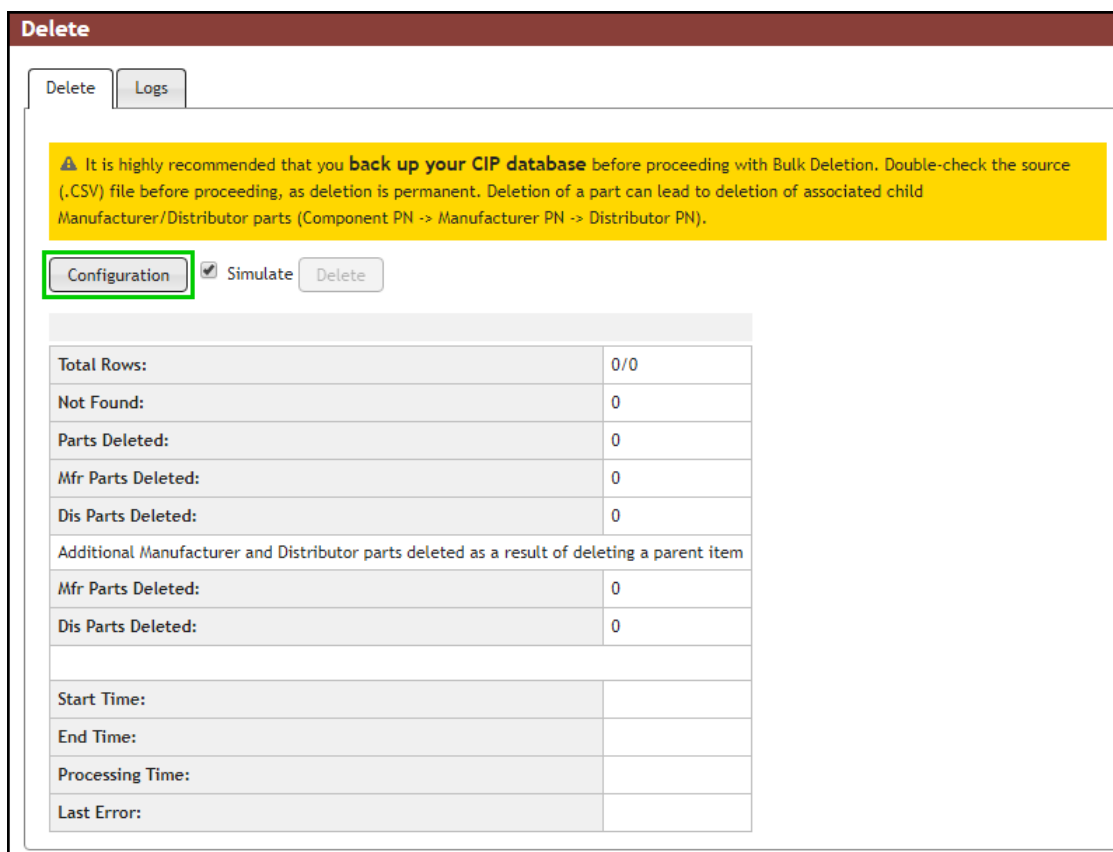 Delete
Delete Logs
It is highly recommended that you back up your CIP database before proceeding with Bulk Deletion. Double-check the source
(.CSV) file before proceeding, as deletion is permanent. Deletion of a part can lead to deletion of associated child
Manufacturer/Distributor parts (Component PN -> Manufacturer PN -> Distributor PN).
Configuration Simulate Delete
Total Rows: 0/0
Not Found: 0
Parts Deleted: 0
Mfr Parts Deleted: 0
Dis Parts Deleted: 0
Additional Manufacturer and Distributor parts deleted as a result of deleting a parent item
Mfr Parts Deleted: 0
Dis Parts Deleted: 0
Start Time:
End Time:
Processing Time:
Last Error: